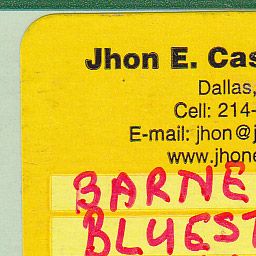 Jhon E. Cas
Dallas,
Cell: 214-
E-mail: jhon@j
www.jhone
BARNE
BLUEST